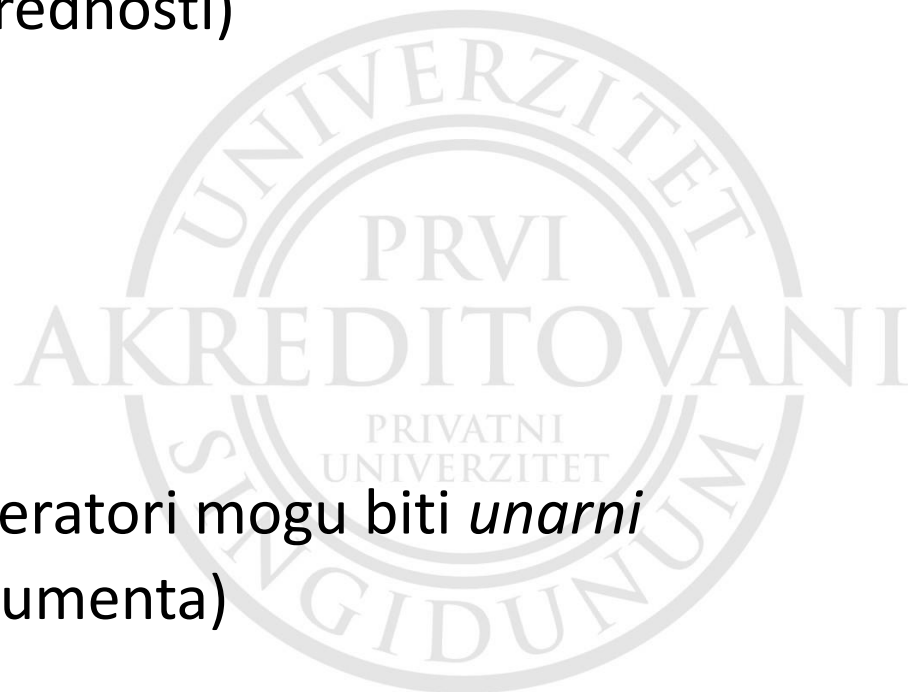 rednosti)
UNIVERZITET
PRVI
AKREDITOVANI
PRIVATNI
UNIVERZITET
SINGIDUNUM
eratori mogu biti unarni
umenta)